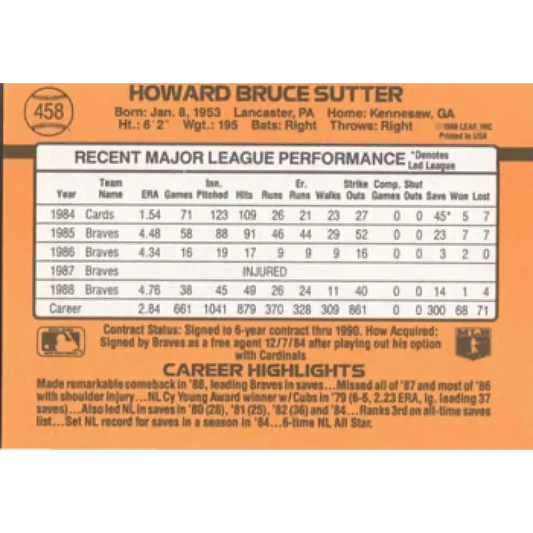 458
HOWARD BRUCE SUTTER
Born: Jan. 8, 1953 Lancaster, PA Home: Kennesaw, GA
Ht.: 6'2" Wgt.: 195 Bats: Right Throws: Right
©1988 LEAF, INC
Printed in USA
RECENT MAJOR LEAGUE PERFORMANCE *Denotes Led League
Year Team Name ERA Games Inn. Pitched Hits Runs Er. Runs Walks Strike Outs Comp. Games Shut Outs Save Won Lost
1984 Cards 1.54 71 123 109 26 21 23 27 0 0 45* 5 7
1985 Braves 4.48 58 88 91 46 44 29 52 0 0 23 7 7
1986 Braves 4.34 16 19 17 9 9 9 16 0 0 3 2 0
1987 Braves INJURED
1988 Braves 4.76 38 45 49 26 24 11 40 0 0 14 1 4
Career 2.84 661 1041 879 370 328 309 861 0 0 300 68 71
Contract Status: Signed to 6-year contract thru 1990. How Acquired;
Signed by Braves as a free agent 12/7/84 after playing out his option
with Cardinals
MLB
CAREER HIGHLIGHTS
Made remarkable comeback in '88, leading Braves in saves...Missed all of '87 and most of '86
with shoulder injury...NL Cy Young Award winner w/Cubs in '79 (6-6, 2.23 ERA, lg. leading 37
saves)...Also led NL in saves in '80 (28), '81 (25), '82 (36) and '84...Ranks 3rd on all-time saves
list...Set NL record for saves in a season in '84...6-time NL All Star.